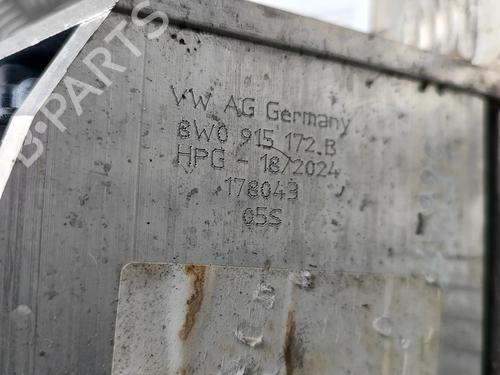 B-PARTS
VW AG Germany
8W0 915 172.B
HPG - 18/2024
178043
05S